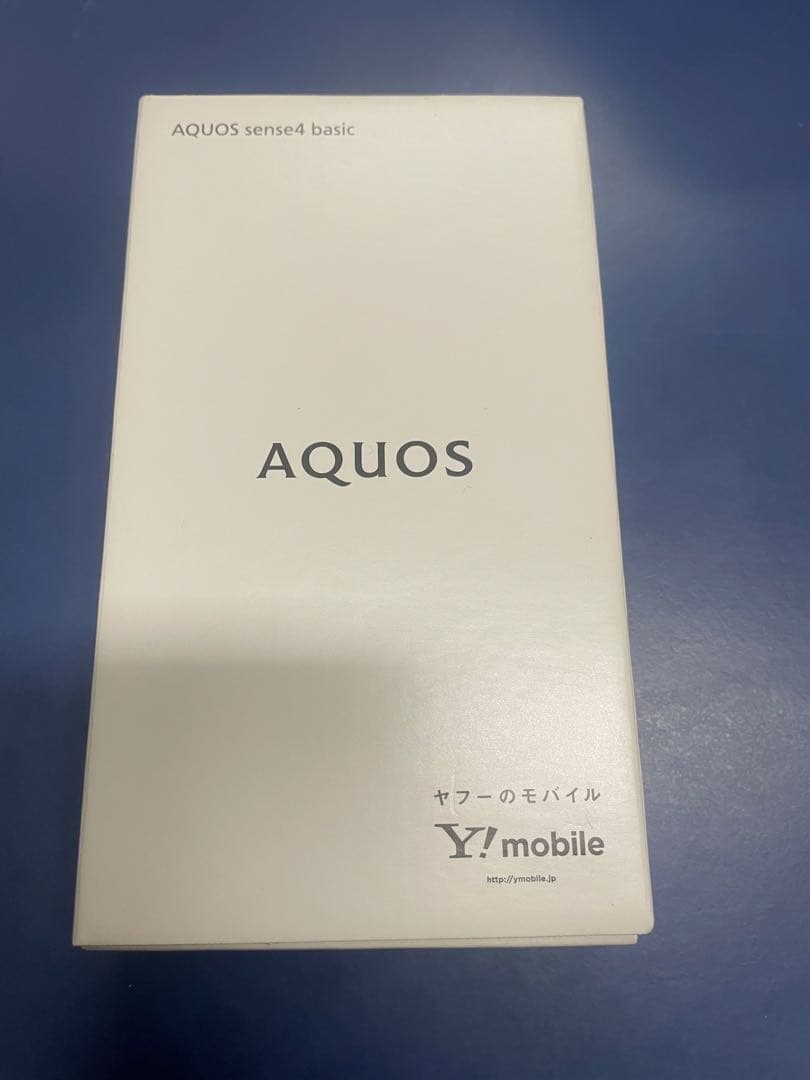 AQUOS sense4 basic
AQUOS
ヤフーのモバイル
Y! mobile
http://ymobile.jp